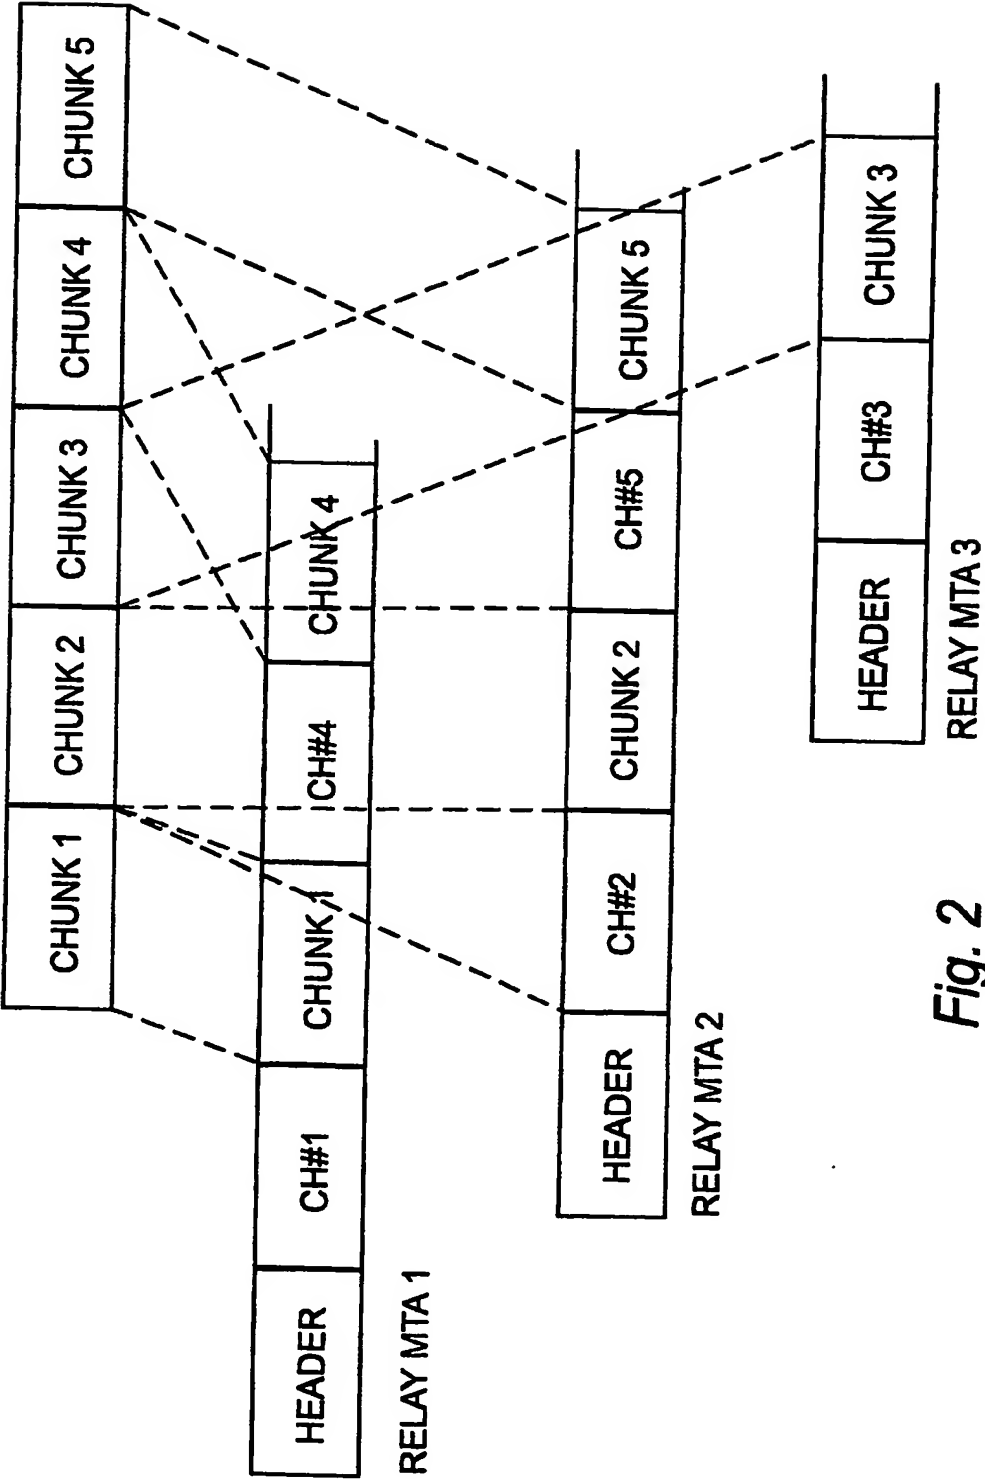 CHUNK 1 CHUNK 2 CHUNK 3 CHUNK 4 CHUNK 5
HEADER CH#1 CHUNK 1 CH#4 CHUNK 4
RELAY MTA 1
HEADER CH#2 CHUNK 2 CH#5 CHUNK 5
RELAY MTA 2
HEADER CH#3 CHUNK 3
RELAY MTA 3
Fig. 2